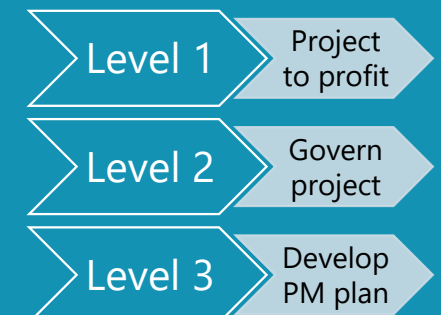 Level 1
Project
to profit
Level 2
Govern
project
Level 3
Develop
PM plan